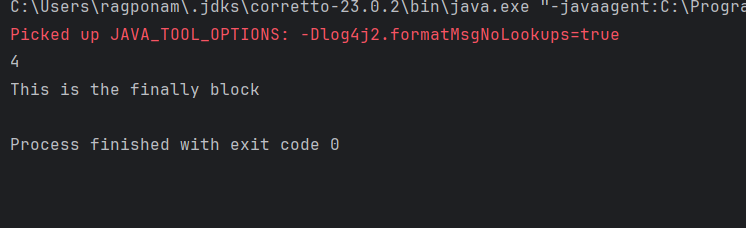 C:\Users\ragponam\.jdks\corretto-23.0.2\bin\java.exe "-javaagent:C:\Progra
Picked up JAVA_TOOL_OPTIONS: -Dlog4j2.formatMsgNoLookups=true
4
This is the finally block
Process finished with exit code 0